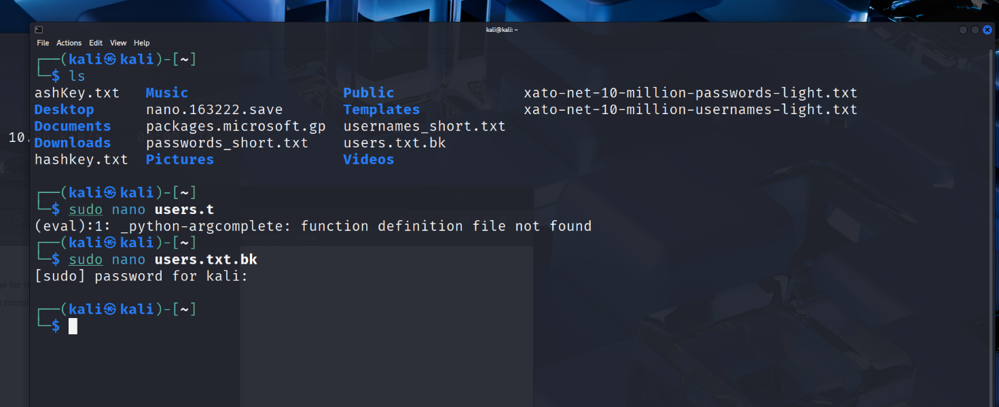 kali@kali: ~
File Actions Edit View Help
┌──(kali㉿kali)-[~]
└─$ ls
ashKey.txt Music Public xato-net-10-million-passwords-light.txt
Desktop nano.163222.save Templates xato-net-10-million-usernames-light.txt
Documents packages.microsoft.gp usernames_short.txt
10.
Downloads passwords_short.txt users.txt.bk
hashkey.txt Pictures Videos
┌──(kali㉿kali)-[~]
└─$ sudo nano users.t
(eval):1: _python-argcomplete: function definition file not found
┌──(kali㉿kali)-[~]
└─$ sudo nano users.txt.bk
[sudo] password for kali:
┌──(kali㉿kali)-[~]
└─$